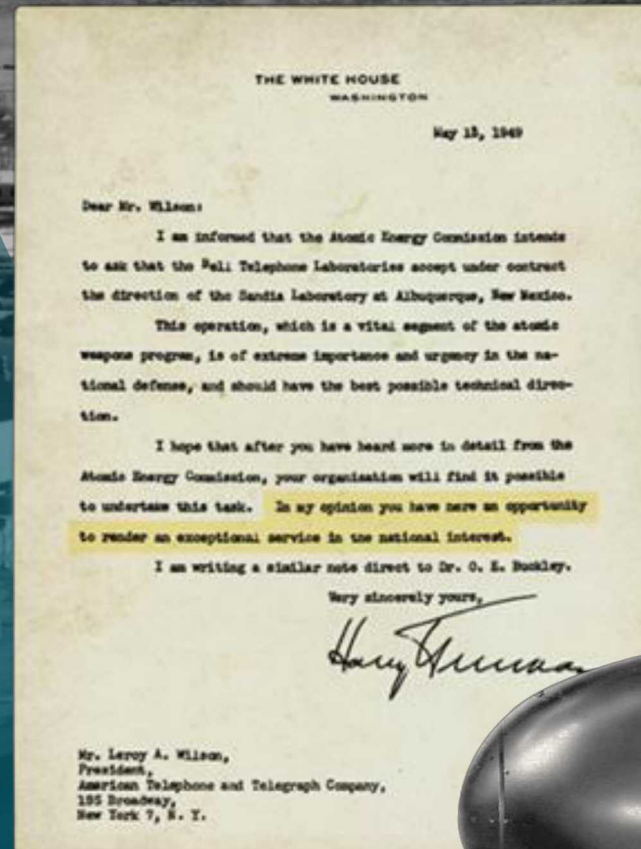 THE WHITE HOUSE
WASHINGTON
May 13, 1949
Dear Mr. Wilson:
I am informed that the Atomic Energy Commission intends
to ask that the Bell Telephone Laboratories accept under contract
the direction of the Sandia Laboratory at Albuquerque, New Mexico.
This operation, which is a vital segment of the atomic
weapons program, is of extreme importance and urgency in the na-
tional defense, and should have the best possible technical direc-
tion.
I hope that after you have heard more in detail from the
Atomic Energy Commission, your organization will find it possible
to undertake this task. In my opinion you have here an opportunity
to render an exceptional service in the national interest.
I am writing a similar note direct to Dr. O. E. Buckley.
Very sincerely yours,
Harry Truman
Mr. Leroy A. Wilson,
President,
American Telephone and Telegraph Company,
195 Broadway,
New York 7, N. Y.